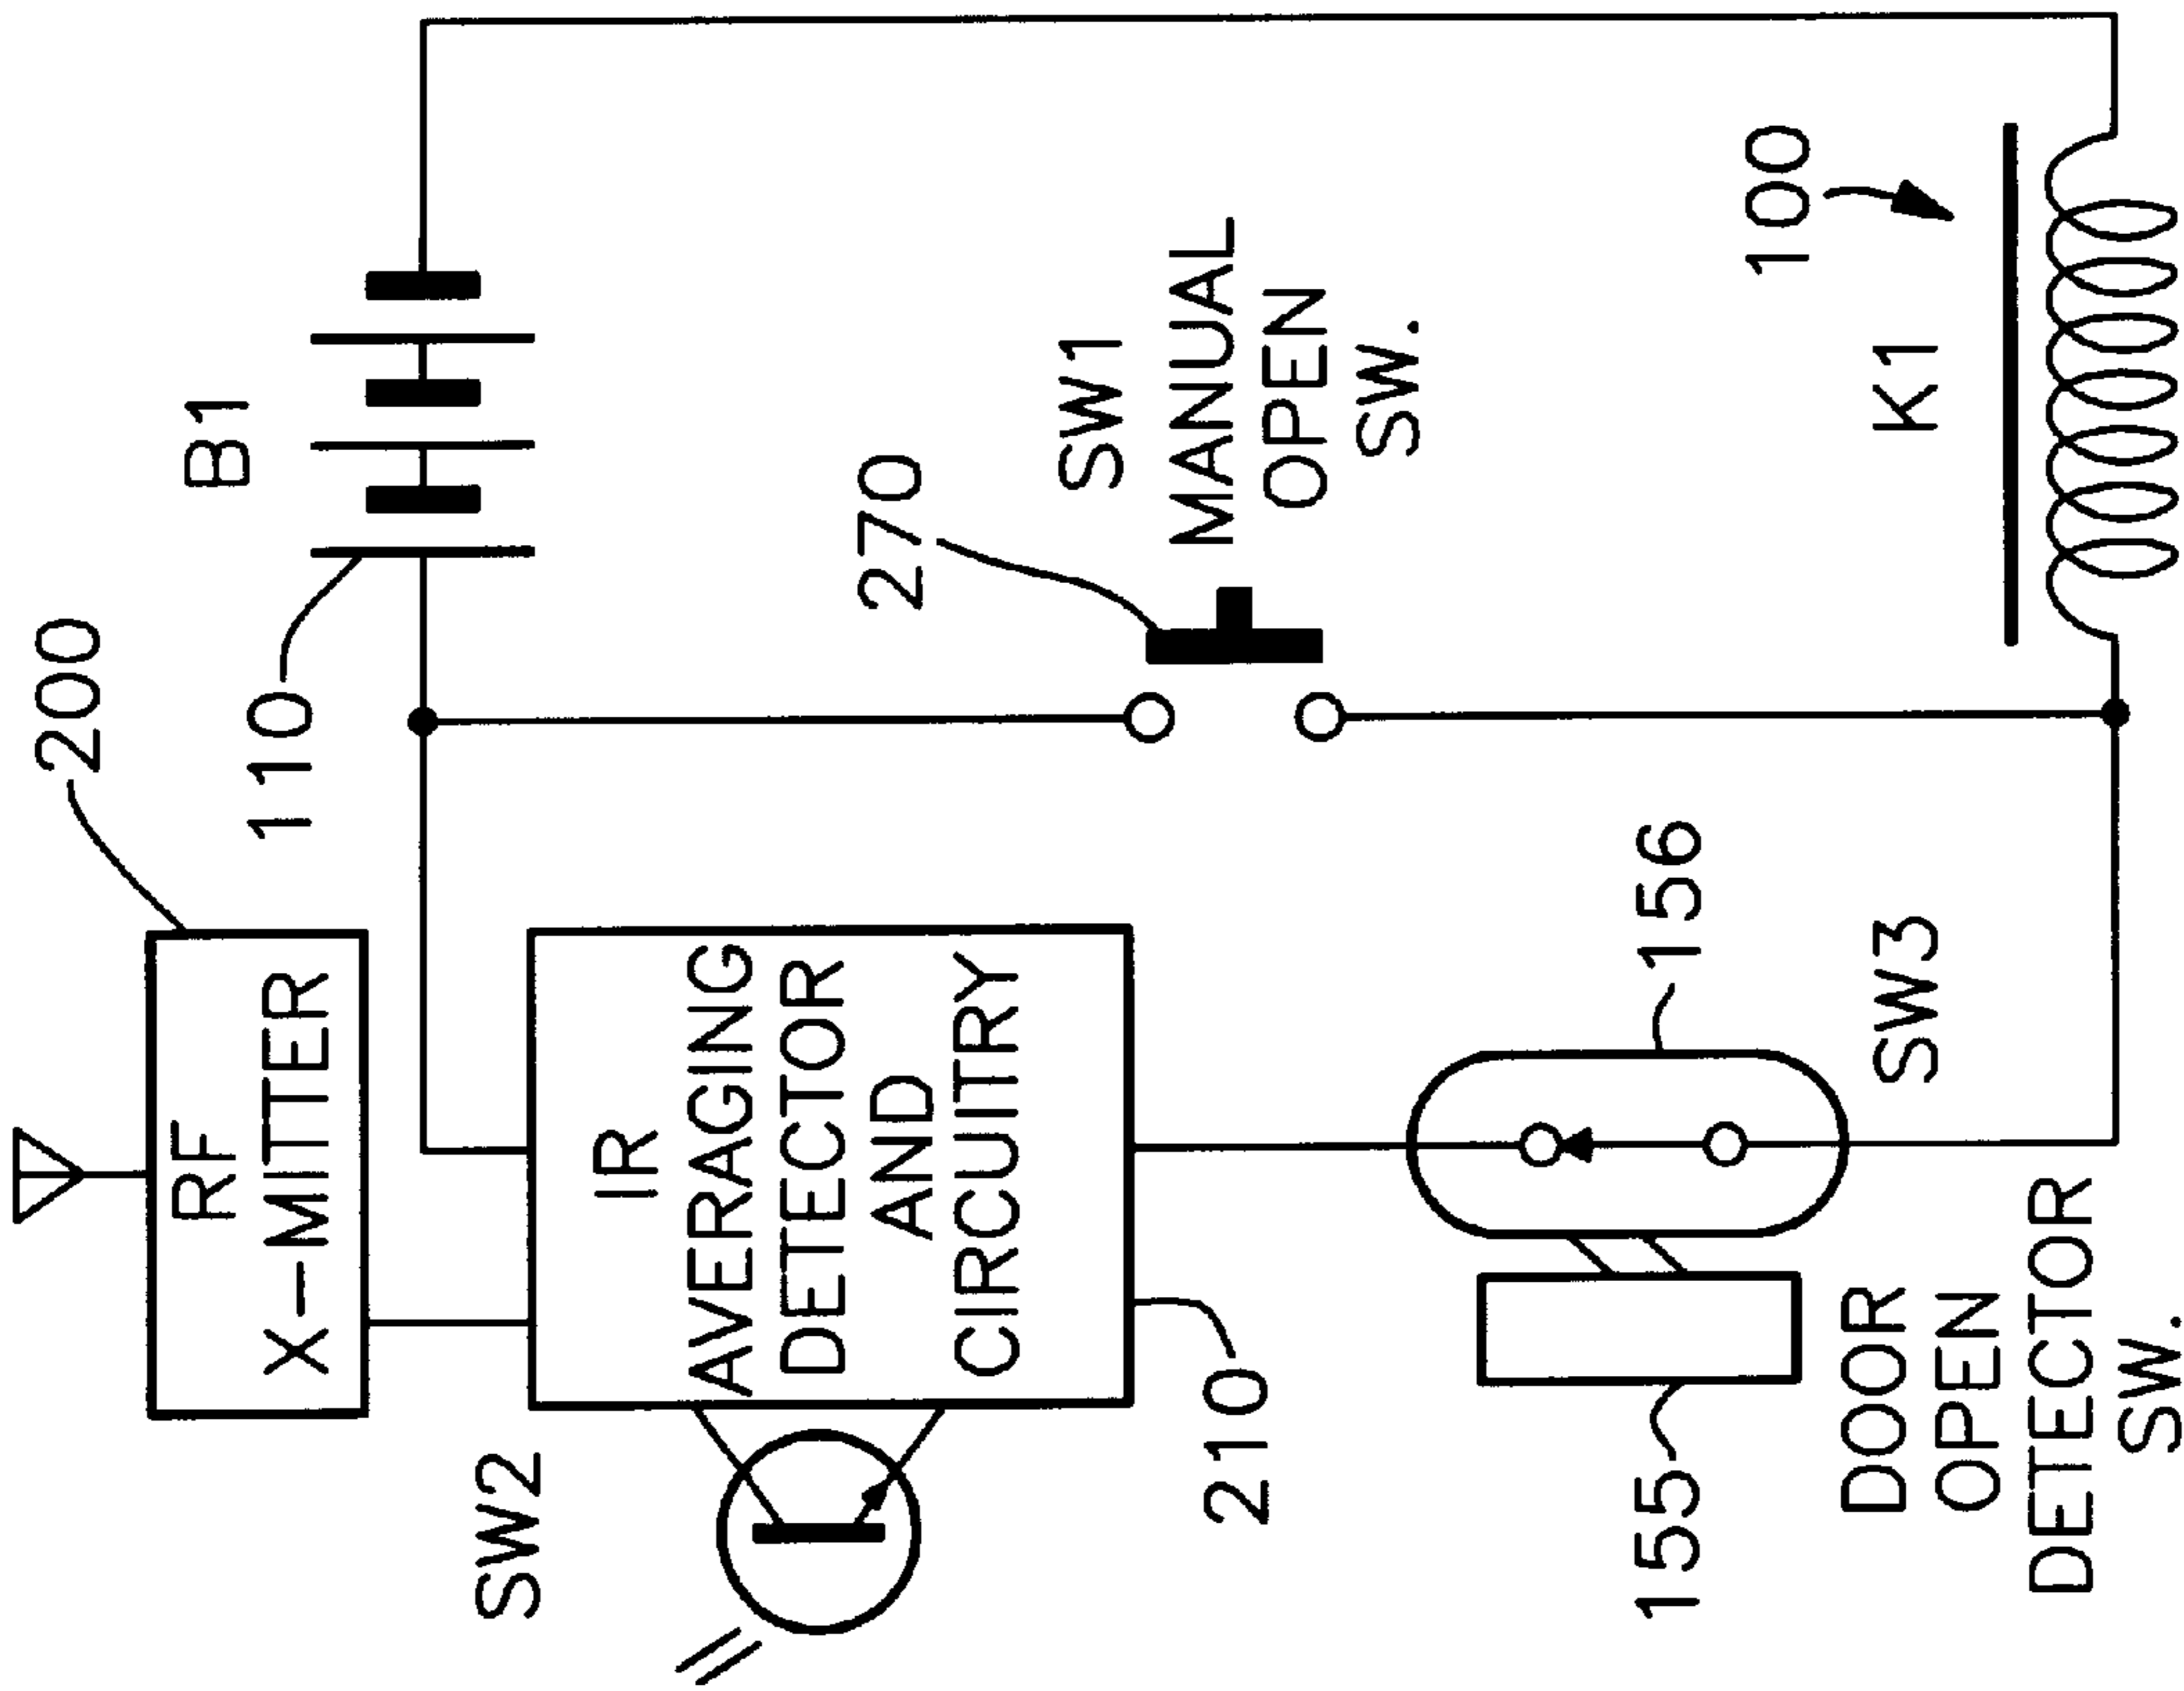 200
RF
X-MITTER
110
B1
SW2
IR
AVERAGING
DETECTOR
AND
CIRCUITRY
210
270
SW1
MANUAL
OPEN
SW.
155
156
100
DOOR
OPEN
DETECTOR
SW.
SW3
K1